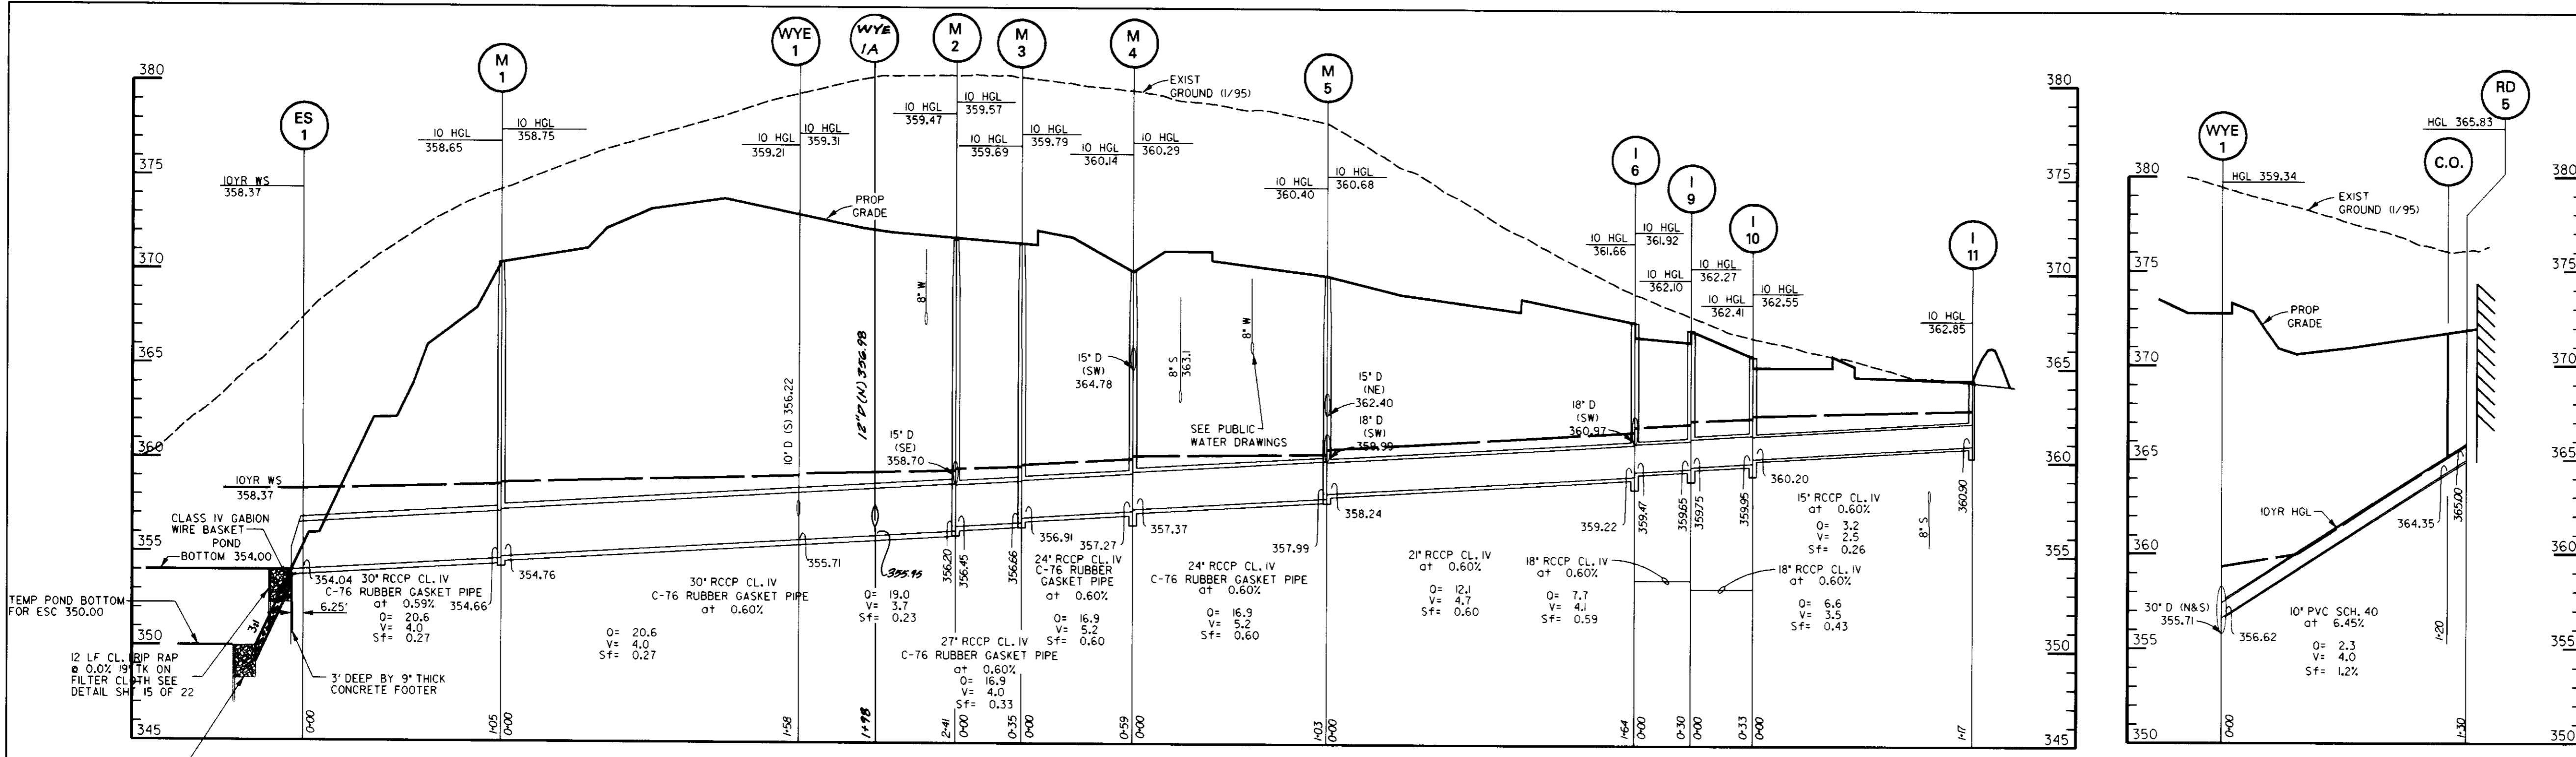 ES
1
M
1
WYE
1
WYE
1A
M
2
M
3
M
4
M
5
I
6
I
9
I
10
I
11
380
375
370
365
360
355
350
345
380
375
370
365
360
355
350
345
10YR WS
358.37
10 HGL
358.65
10 HGL
358.75
10 HGL
359.21
10 HGL
359.31
10 HGL
359.47
10 HGL
359.57
10 HGL
359.69
10 HGL
359.79
10 HGL
360.14
10 HGL
360.29
10 HGL
360.40
10 HGL
360.68
10 HGL
361.66
10 HGL
361.92
10 HGL
362.10
10 HGL
362.27
10 HGL
362.41
10 HGL
362.55
10 HGL
362.85
EXIST
GROUND (1/95)
PROP
GRADE
8" W
10" D (S) 356.22
12" D (N) 356.98
15" D
(SE)
358.70
15" D
(SW)
364.78
8" S
363.1
8" W
SEE PUBLIC
WATER DRAWINGS
15" D
(NE)
362.40
18" D
(SW)
359.99
18" D
(SW)
360.97
10YR WS
358.37
CLASS IV GABION
WIRE BASKET
POND
BOTTOM 354.00
TEMP POND BOTTOM
FOR ESC 350.00
12 LF CL. I RIP RAP
@ 0.0% 19" TK ON
FILTER CLOTH SEE
DETAIL SHT 15 OF 22
3:1
6.25'
3' DEEP BY 9" THICK
CONCRETE FOOTER
354.04
30" RCCP CL. IV
C-76 RUBBER GASKET PIPE
at 0.59%
Q= 20.6
V= 4.0
Sf= 0.27
354.66
354.76
30" RCCP CL. IV
C-76 RUBBER GASKET PIPE
at 0.60%
Q= 20.6
V= 4.0
Sf= 0.27
355.71
355.95
Q= 19.0
V= 3.7
Sf= 0.23
356.20
356.45
27" RCCP CL. IV
C-76 RUBBER GASKET PIPE
at 0.60%
Q= 16.9
V= 4.0
Sf= 0.33
356.66
356.91
24" RCCP CL. IV
C-76 RUBBER
GASKET PIPE
at 0.60%
Q= 16.9
V= 5.2
Sf= 0.60
357.27
357.37
24" RCCP CL. IV
C-76 RUBBER GASKET PIPE
at 0.60%
Q= 16.9
V= 5.2
Sf= 0.60
357.99
358.24
21" RCCP CL. IV
at 0.60%
Q= 12.1
V= 4.7
Sf= 0.60
359.22
359.47
18" RCCP CL. IV
at 0.60%
Q= 7.7
V= 4.1
Sf= 0.59
359.65
359.75
359.95
360.20
15" RCCP CL. IV
at 0.60%
Q= 3.2
V= 2.5
Sf= 0.26
18" RCCP CL. IV
at 0.60%
Q= 6.6
V= 3.5
Sf= 0.43
8" S
360.90
0+00
1+05
0+00
1+58
1+98
2+41
0+00
0+35
0+00
0+59
0+00
1+03
0+00
1+64
0+00
0+30
0+00
0+33
0+00
1+17
WYE
1
C.O.
RD
5
HGL 359.34
HGL 365.83
EXIST
GROUND (1/95)
PROP
GRADE
10YR HGL
380
375
370
365
360
355
350
380
375
370
365
360
355
350
30" D (N&S)
355.71
356.62
10" PVC SCH. 40
at 6.45%
Q= 2.3
V= 4.0
Sf= 1.2%
364.35
365.00
0+00
1+20
1+30